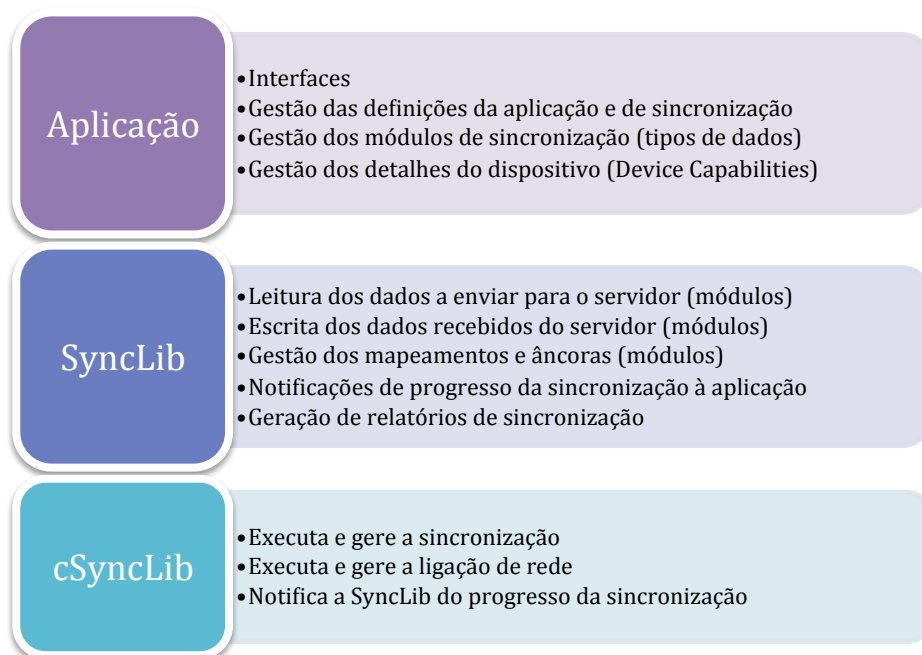 Aplicação
•Interfaces
•Gestão das definições da aplicação e de sincronização
•Gestão dos módulos de sincronização (tipos de dados)
•Gestão dos detalhes do dispositivo (Device Capabilities)
SyncLib
•Leitura dos dados a enviar para o servidor (módulos)
•Escrita dos dados recebidos do servidor (módulos)
•Gestão dos mapeamentos e âncoras (módulos)
•Notificações de progresso da sincronização à aplicação
•Geração de relatórios de sincronização
cSyncLib
•Executa e gere a sincronização
•Executa e gere a ligação de rede
•Notifica a SyncLib do progresso da sincronização